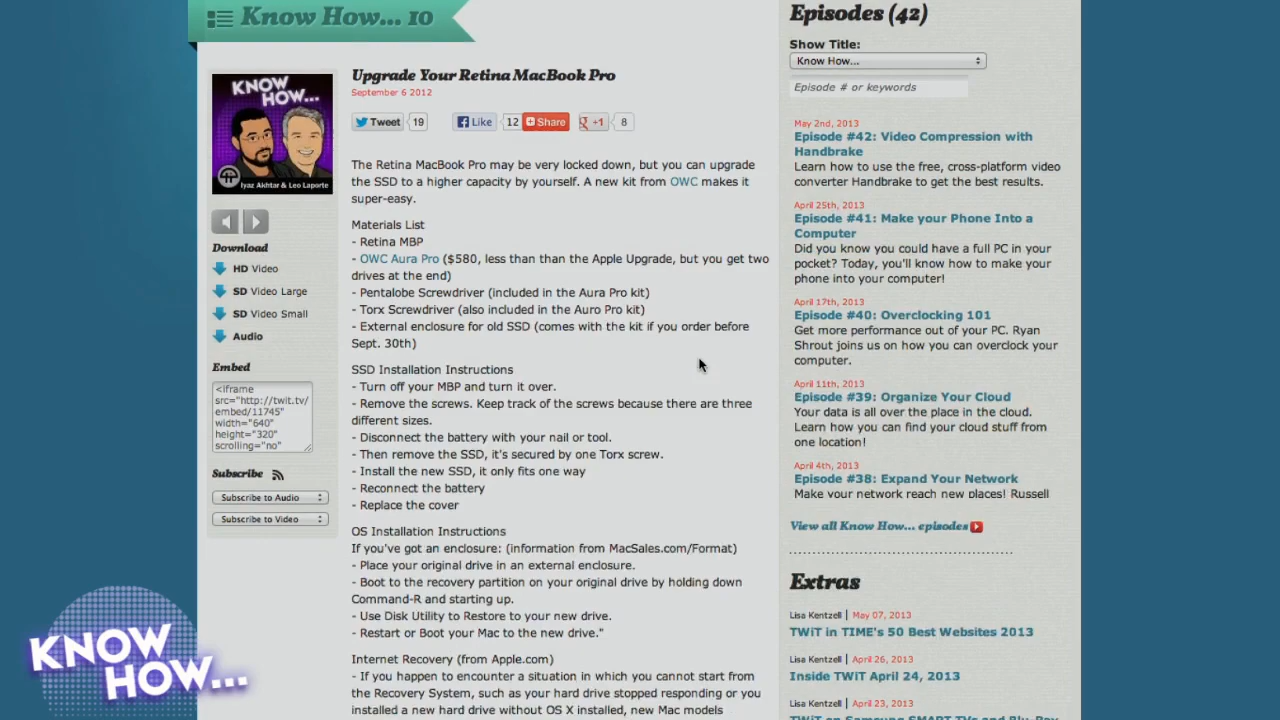 Know How... 10
Upgrade Your Retina MacBook Pro
September 6 2012
Tweet 19 Like 12 Share +1 8
KNOW HOW...
Iyaz Akhtar & Leo Laporte
The Retina MacBook Pro may be very locked down, but you can upgrade
the SSD to a higher capacity by yourself. A new kit from OWC makes it
super-easy.
Materials List
- Retina MBP
- OWC Aura Pro ($580, less than than the Apple Upgrade, but you get two
drives at the end)
- Pentalobe Screwdriver (included in the Aura Pro kit)
- Torx Screwdriver (also included in the Auro Pro kit)
- External enclosure for old SSD (comes with the kit if you order before
Sept. 30th)
SSD Installation Instructions
- Turn off your MBP and turn it over.
- Remove the screws. Keep track of the screws because there are three
different sizes.
- Disconnect the battery with your nail or tool.
- Then remove the SSD, it's secured by one Torx screw.
- Install the new SSD, it only fits one way
- Reconnect the battery
- Replace the cover
OS Installation Instructions
If you've got an enclosure: (information from MacSales.com/Format)
- Place your original drive in an external enclosure.
- Boot to the recovery partition on your original drive by holding down
Command-R and starting up.
- Use Disk Utility to Restore to your new drive.
- Restart or Boot your Mac to the new drive."
Internet Recovery (from Apple.com)
- If you happen to encounter a situation in which you cannot start from
the Recovery System, such as your hard drive stopped responding or you
installed a new hard drive without OS X installed, new Mac models
Download
HD Video
SD Video Large
SD Video Small
Audio
Embed
<iframe
src="http://twit.tv/
embed/11745"
width="640"
height="320"
scrolling="no"
Subscribe
Subscribe to Audio
Subscribe to Video
Episodes (42)
Show Title:
Know How...
Episode # or keywords
May 2nd, 2013
Episode #42: Video Compression with
Handbrake
Learn how to use the free, cross-platform video
converter Handbrake to get the best results.
April 25th, 2013
Episode #41: Make your Phone Into a
Computer
Did you know you could have a full PC in your
pocket? Today, you'll know how to make your
phone into your computer!
April 17th, 2013
Episode #40: Overclocking 101
Get more performance out of your PC. Ryan
Shrout joins us on how you can overclock your
computer.
April 11th, 2013
Episode #39: Organize Your Cloud
Your data is all over the place in the cloud.
Learn how you can find your cloud stuff from
one location!
April 4th, 2013
Episode #38: Expand Your Network
Make your network reach new places! Russell
View all Know How... episodes
Extras
Lisa Kentzell | May 07, 2013
TWiT in TIME's 50 Best Websites 2013
Lisa Kentzell | April 26, 2013
Inside TWiT April 24, 2013
Lisa Kentzell | April 23, 2013
TWiT on Samsung SMART TVs and Blu-Ray
KNOW
HOW...